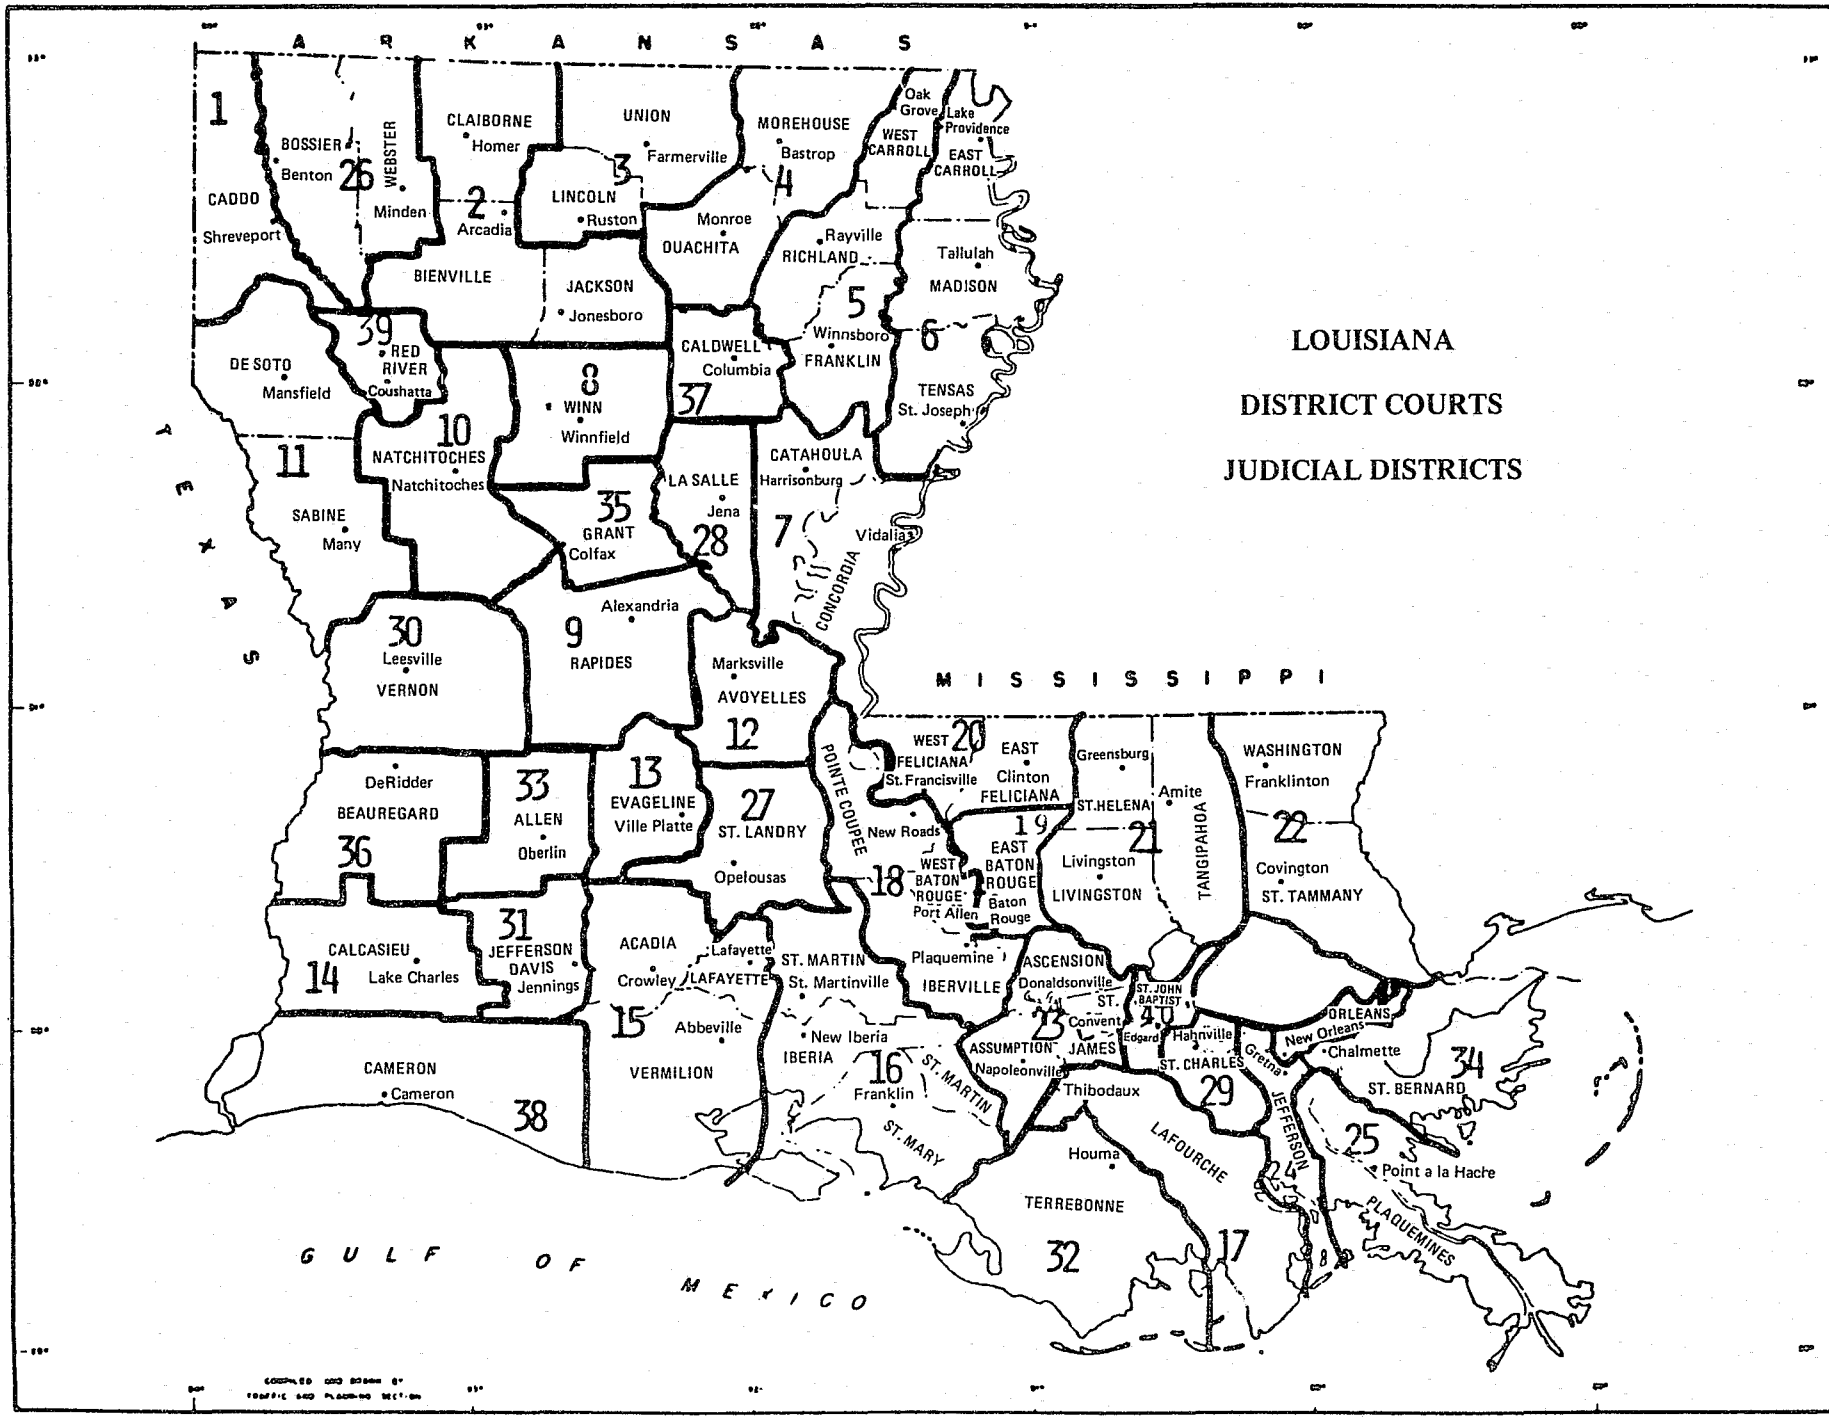 A R K A N S A S
1
BOSSIER
Benton
26
WEBSTER
Minden
CADDO
Shreveport
CLAIBORNE
Homer
2
Arcadia
BIENVILLE
UNION
Farmerville
3
LINCOLN
Ruston
JACKSON
Jonesboro
MOREHOUSE
Bastrop
4
Monroe
OUACHITA
Oak
Grove
WEST
CARROLL
Lake
Providence
EAST
CARROLL
Rayville
RICHLAND
5
Winnsboro
FRANKLIN
Tallulah
MADISON
6
TENSAS
St. Joseph
LOUISIANA
DISTRICT COURTS
JUDICIAL DISTRICTS
39
RED
RIVER
Coushatta
DE SOTO
Mansfield
11
SABINE
Many
10
NATCHITOCHES
Natchitoches
8
WINN
Winnfield
CALDWELL
Columbia
37
35
GRANT
Colfax
LA SALLE
Jena
28
CATAHOULA
Harrisonburg
7
Vidalia
CONCORDIA
T E X A S
30
Leesville
VERNON
Alexandria
9
RAPIDES
Marksville
AVOYELLES
12
M I S S I S S I P P I
DeRidder
BEAUREGARD
36
33
ALLEN
Oberlin
13
EVAGELINE
Ville Platte
27
ST. LANDRY
Opelousas
POINTE COUPEE
New Roads
18
WEST
BATON
ROUGE
Port Allen
Plaquemine
IBERVILLE
WEST
FELICIANA
St. Francisville
20
EAST
Clinton
FELICIANA
19
EAST
BATON
ROUGE
Baton
Rouge
Greensburg
ST. HELENA
21
Livingston
LIVINGSTON
Amite
TANGIPAHOA
WASHINGTON
Franklinton
22
Covington
ST. TAMMANY
CALCASIEU
14
Lake Charles
31
JEFFERSON
DAVIS
Jennings
ACADIA
Crowley
Lafayette
LAFAYETTE
15
Abbeville
VERMILION
CAMERON
Cameron
38
ST. MARTIN
St. Martinville
New Iberia
IBERIA
16
Franklin
ST. MARTIN
ST. MARY
ASCENSION
Donaldsonville
ST.
23
Convent
JAMES
ASSUMPTION
Napoleonville
ST. JOHN
BAPTIST
40
Edgard
Hahnville
ST. CHARLES
29
Thibodaux
LAFOURCHE
17
Houma
TERREBONNE
32
Gretna
JEFFERSON
24
ORLEANS
New Orleans
Chalmette
34
ST. BERNARD
25
Point a la Hache
PLAQUEMINES
GULF OF MEXICO
COMPILED AND DRAWN BY
TRAFFIC AND PLANNING SECTION